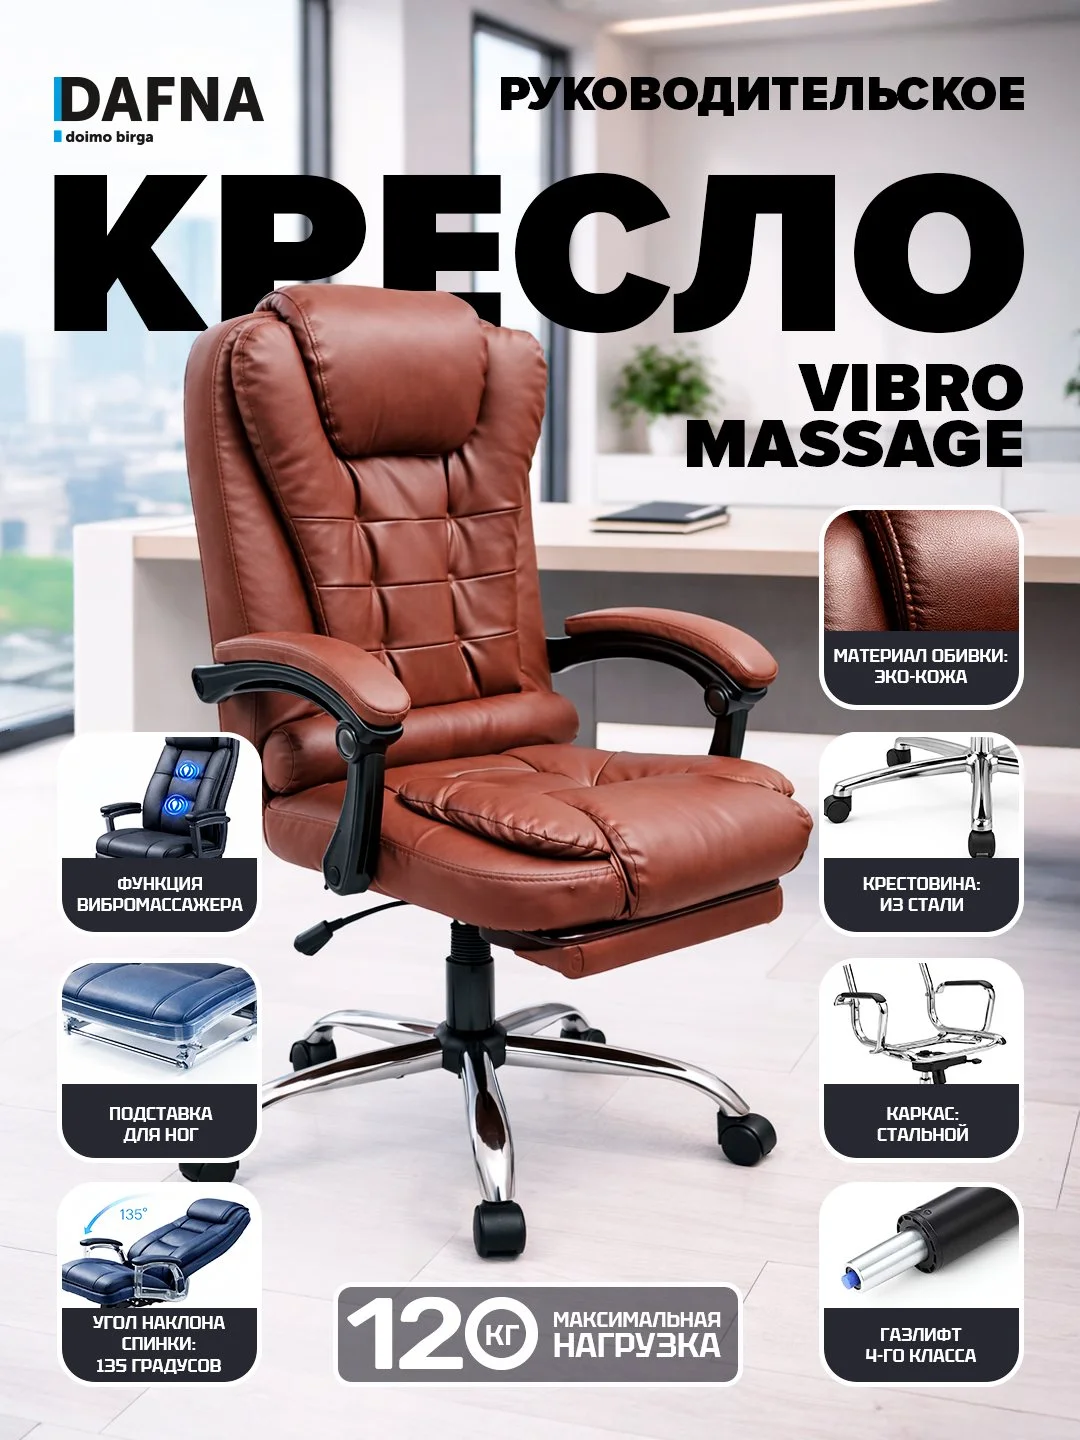 DAFNA
doimo birga
РУКОВОДИТЕЛЬСКОЕ
КРЕСЛО
VIBRO
MASSAGE
МАТЕРИАЛ ОБИВКИ:
ЭКО-КОЖА
ФУНКЦИЯ
ВИБРОМАССАЖЕРА
КРЕСТОВИНА:
ИЗ СТАЛИ
ПОДСТАВКА
ДЛЯ НОГ
КАРКАС:
СТАЛЬНОЙ
135°
УГОЛ НАКЛОНА
СПИНКИ:
135 ГРАДУСОВ
120 КГ
МАКСИМАЛЬНАЯ
НАГРУЗКА
ГАЗЛИФТ
4-ГО КЛАССА